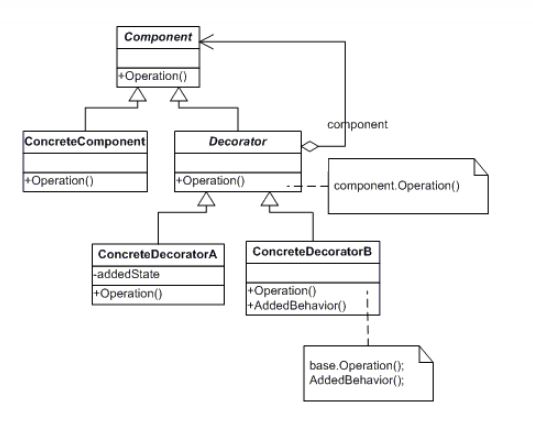 Component
+Operation()
component
ConcreteComponent
+Operation()
Decorator
+Operation()
component.Operation()
ConcreteDecoratorA
-addedState
+Operation()
ConcreteDecoratorB
+Operation()
+AddedBehavior()
base.Operation();
AddedBehavior();